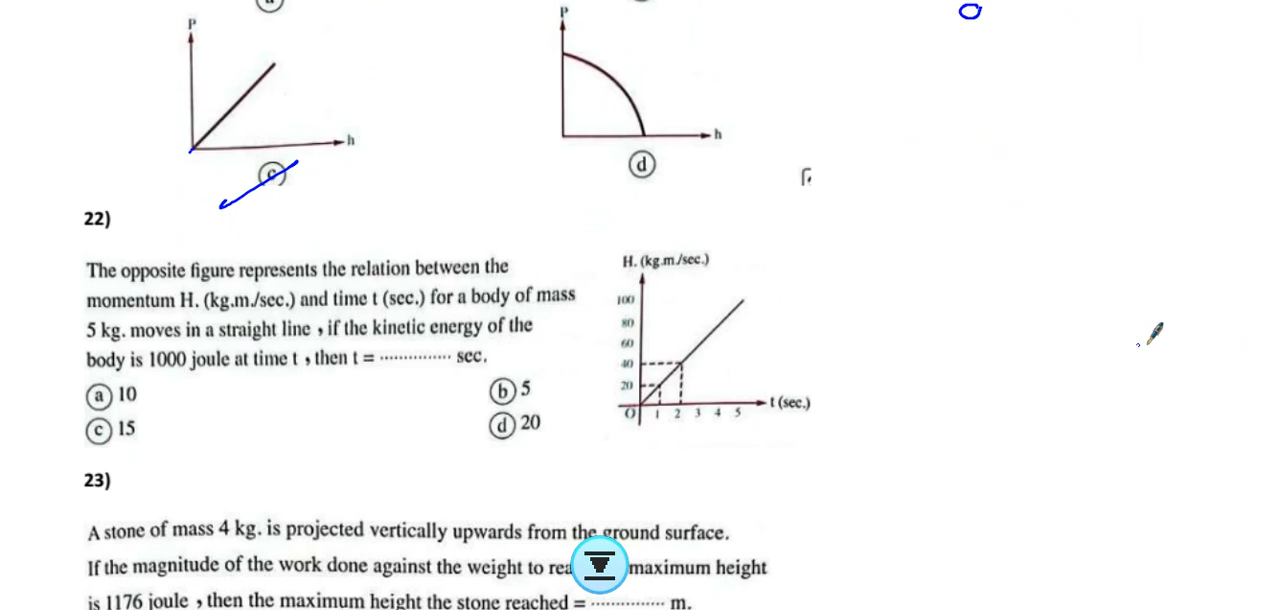 P
h
c
P
h
d
22)
The opposite figure represents the relation between the
momentum H. (kg.m./sec.) and time t (sec.) for a body of mass
5 kg. moves in a straight line , if the kinetic energy of the
body is 1000 joule at time t , then t = ............... sec.
a 10
b 5
c 15
d 20
H. (kg.m/sec.)
100
80
60
40
20
O 1 2 3 4 5 t (sec.)
23)
A stone of mass 4 kg. is projected vertically upwards from the ground surface.
If the magnitude of the work done against the weight to maximum height
is 1176 joule , then the maximum height the stone reached = ............... m.